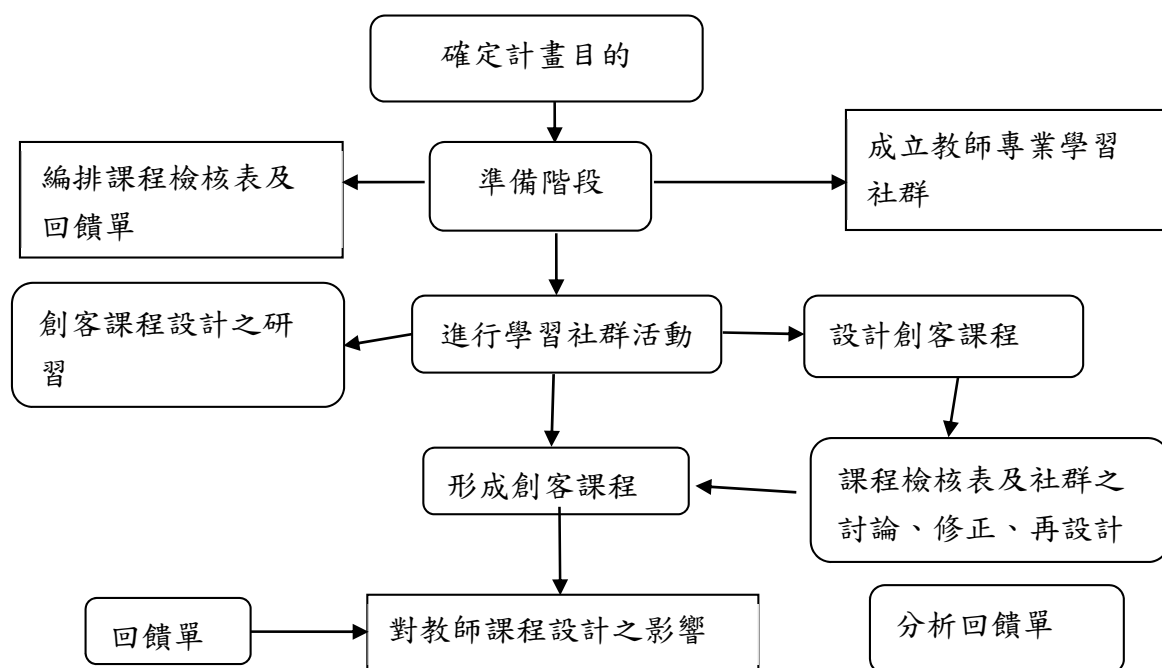 確定計畫目的
編排課程檢核表及
回饋單
準備階段
成立教師專業學習
社群
創客課程設計之研
習
進行學習社群活動
設計創客課程
形成創客課程
課程檢核表及社群之
討論、修正、再設計
回饋單
對教師課程設計之影響
分析回饋單